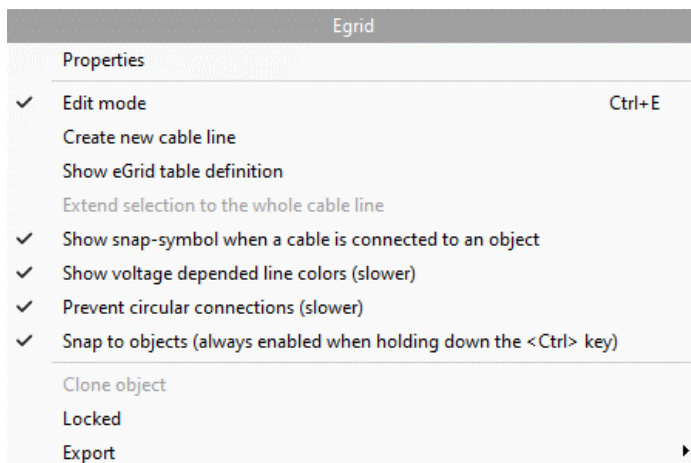 Egrid
Properties
Edit mode Ctrl+E
Create new cable line
Show eGrid table definition
Extend selection to the whole cable line
Show snap-symbol when a cable is connected to an object
Show voltage depended line colors (slower)
Prevent circular connections (slower)
Snap to objects (always enabled when holding down the <Ctrl> key)
Clone object
Locked
Export